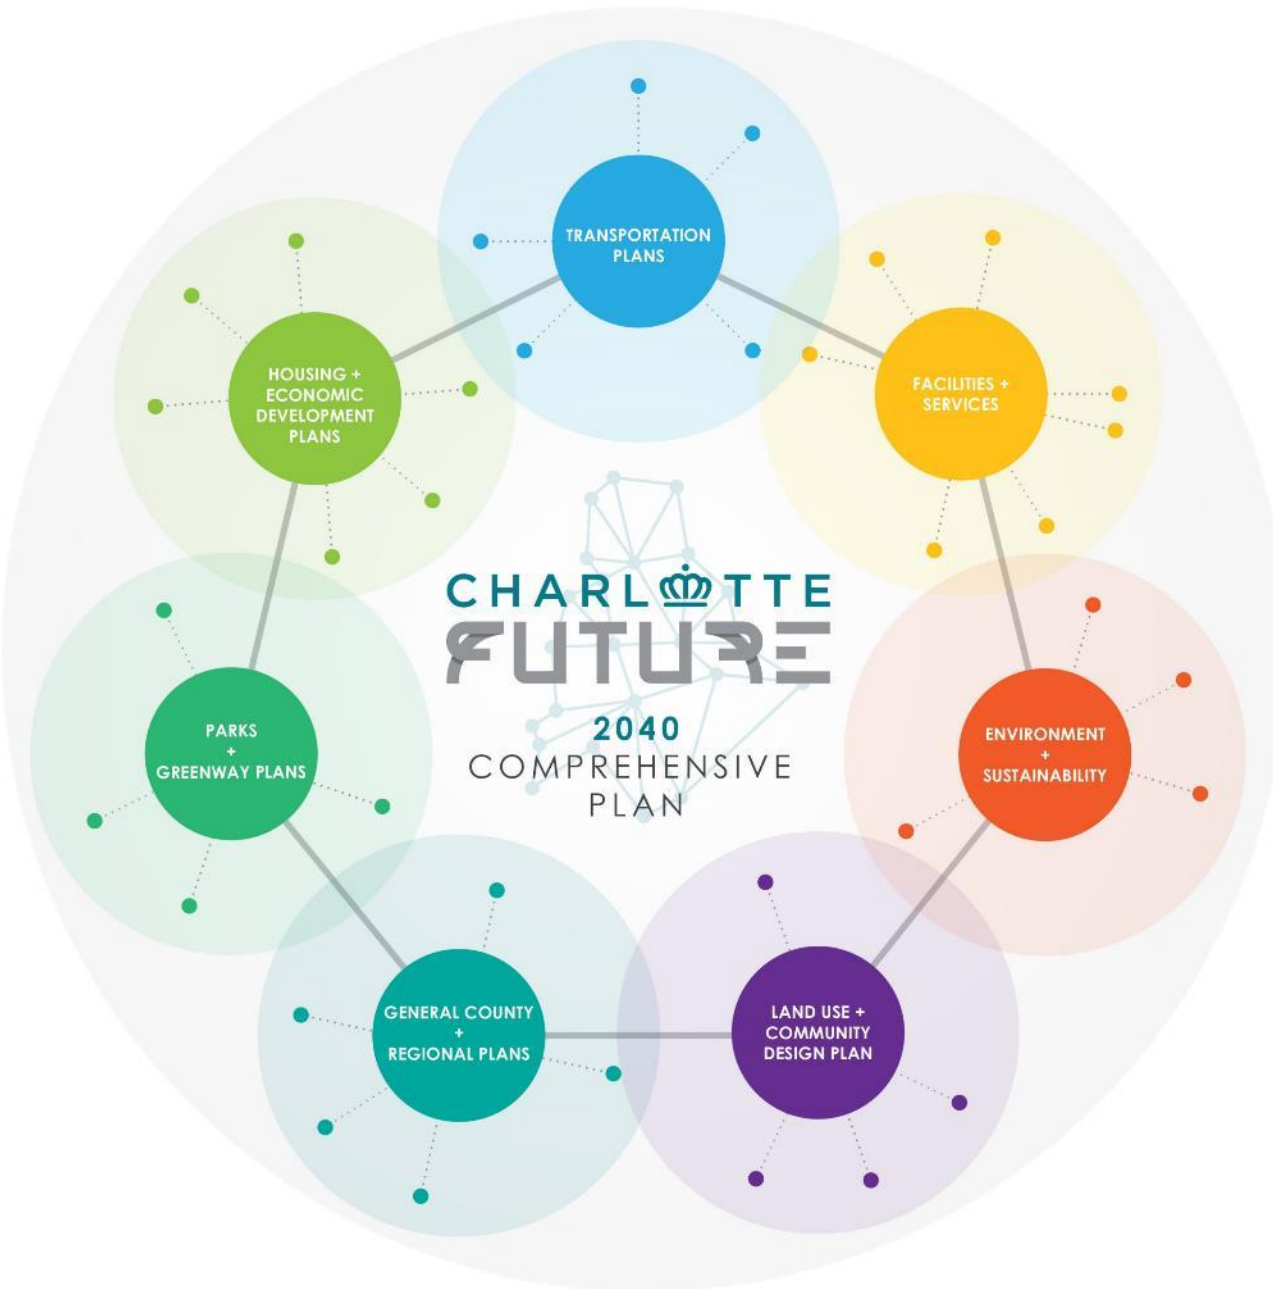 TRANSPORTATION
PLANS
FACILITIES +
SERVICES
HOUSING +
ECONOMIC
DEVELOPMENT
PLANS
CHARLOTTE
FUTURE
2040
COMPREHENSIVE
PLAN
PARKS
+
GREENWAY PLANS
ENVIRONMENT
+
SUSTAINABILITY
GENERAL COUNTY
+
REGIONAL PLANS
LAND USE +
COMMUNITY
DESIGN PLAN